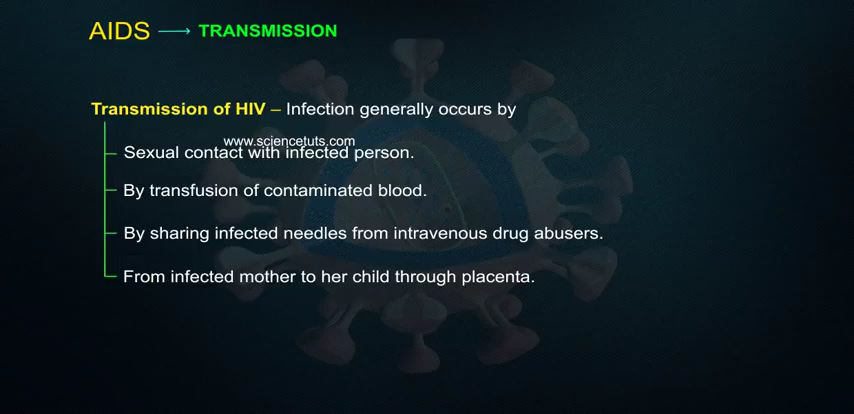 AIDS → TRANSMISSION
Transmission of HIV – Infection generally occurs by
www.sciencetuts.com
Sexual contact with infected person.
By transfusion of contaminated blood.
By sharing infected needles from intravenous drug abusers.
From infected mother to her child through placenta.